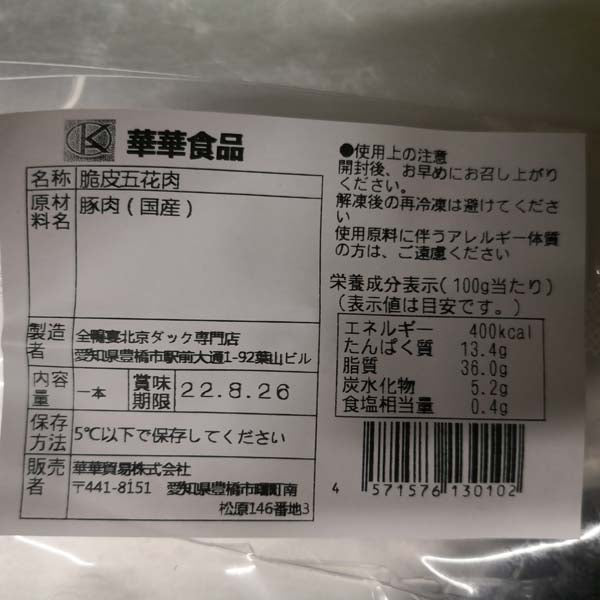 華華食品
名称 脆皮五花肉
原材料名 豚肉(国産)
製造者 全鴨宴北京ダック専門店
愛知県豊橋市駅前大通1-92葉山ビル
内容量 一本 賞味期限 22.8.26
保存方法 5℃以下で保存してください
販売者 華華貿易株式会社
〒441-8151 愛知県豊橋市曙町南
松原146番地3
●使用上の注意
開封後、お早めにお召し上がり
ください。
解凍後の再冷凍は避けてくださ
い
使用原料に伴うアレルギー体質
の方は、ご遠慮ください
栄養成分表示(100g当たり)
(表示値は目安です。)
エネルギー 400kcal
たんぱく質 13.4g
脂質 36.0g
炭水化物 5.2g
食塩相当量 0.4g
4 571576 130102